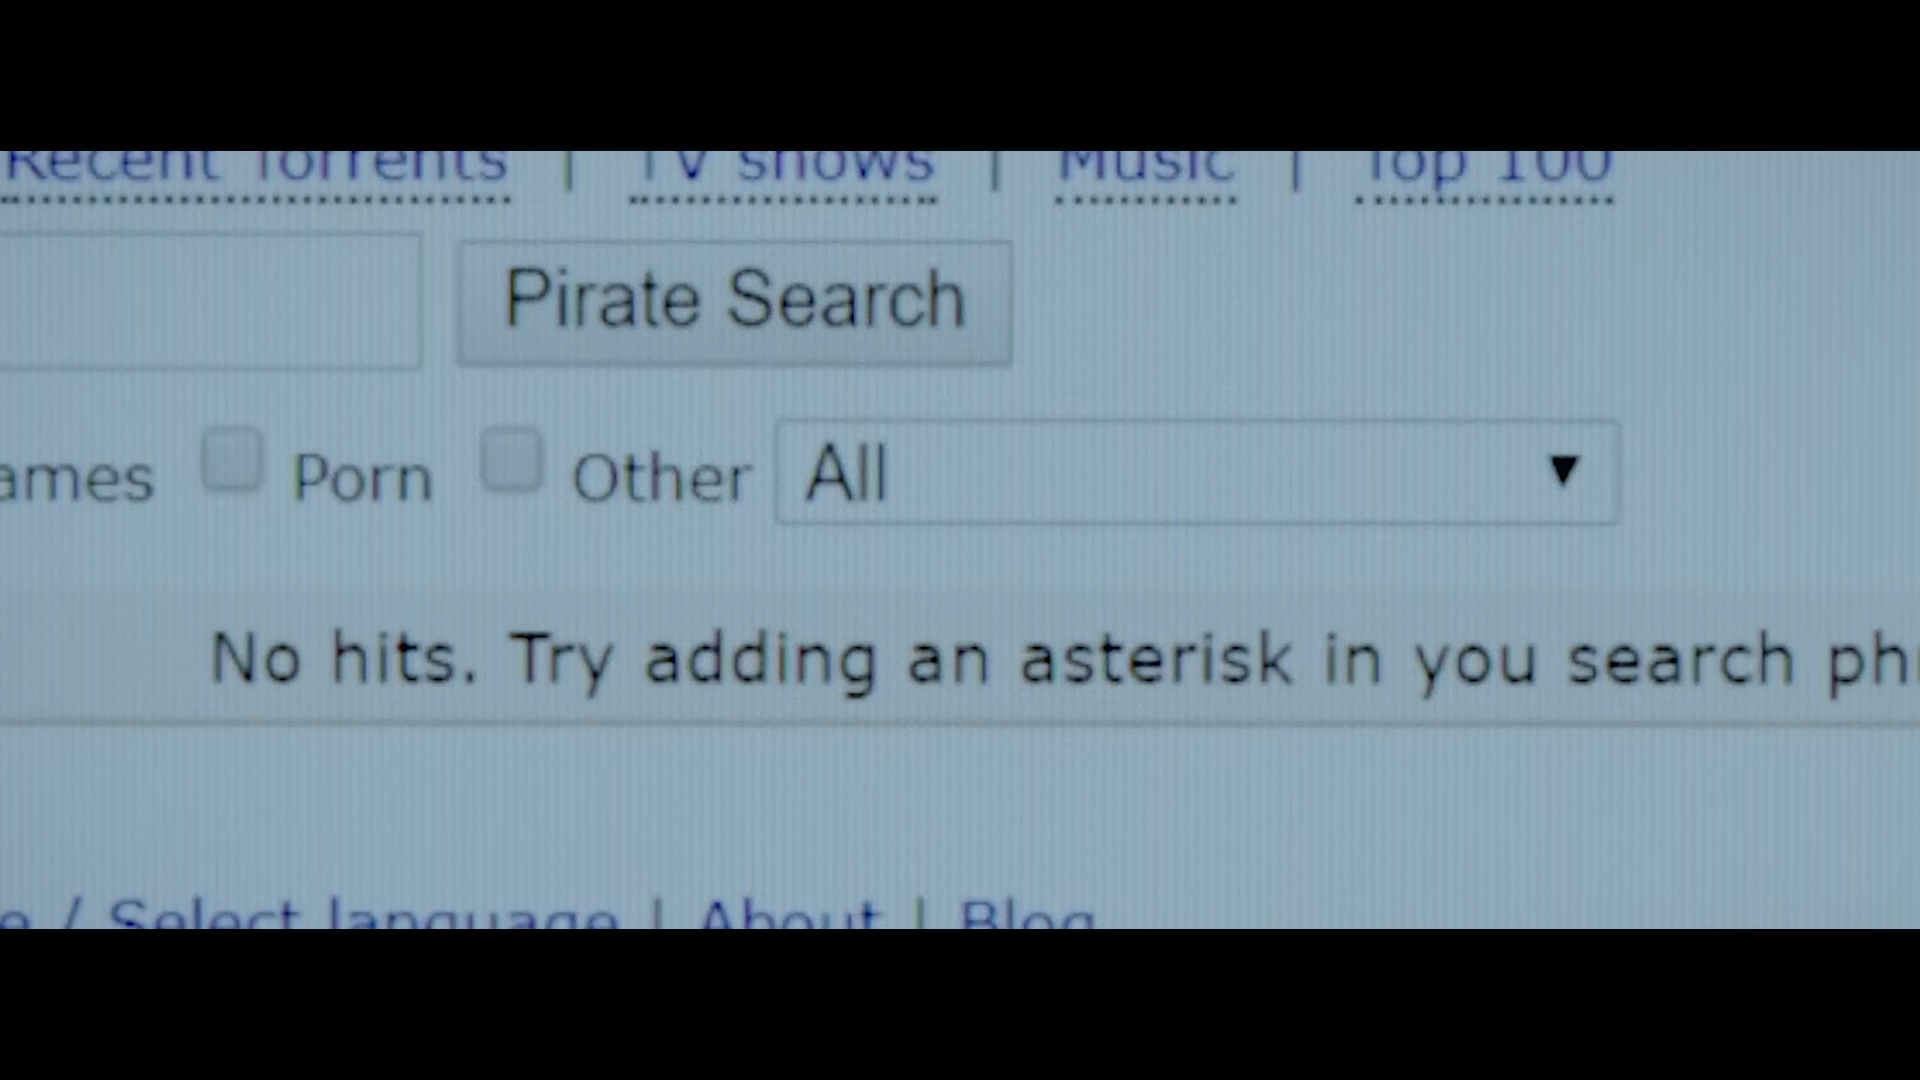 Recent Torrents | TV shows | Music | Top 100
Pirate Search
ames Porn Other All ▼
No hits. Try adding an asterisk in you search phr
e / Select language | About | Blog